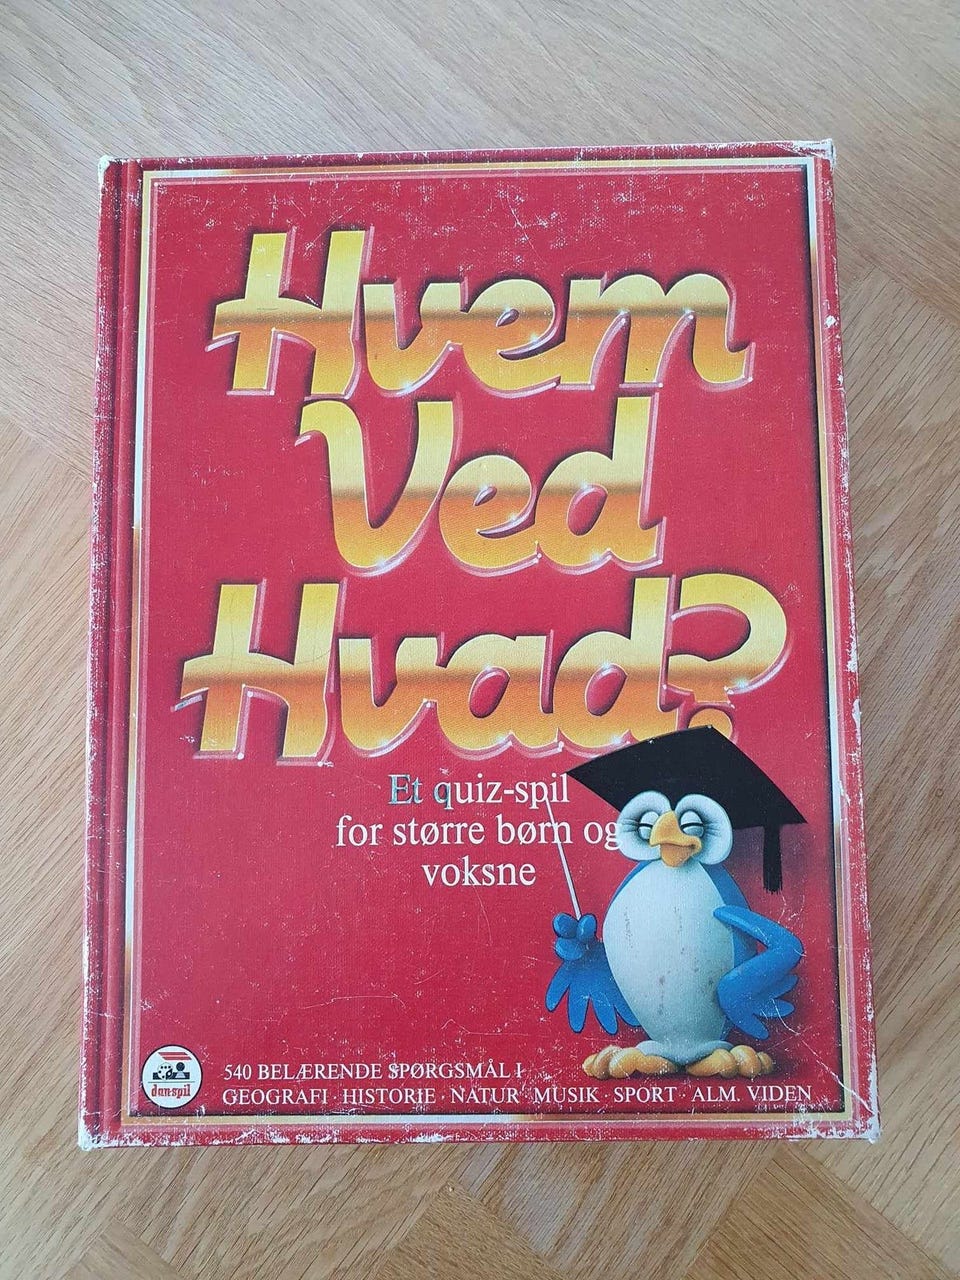 Hvem
Ved
Hvad?
Et quiz-spil
for større børn og
voksne
540 BELÆRENDE SPØRGSMÅL I
GEOGRAFI · HISTORIE · NATUR · MUSIK · SPORT · ALM. VIDEN
dan-spil